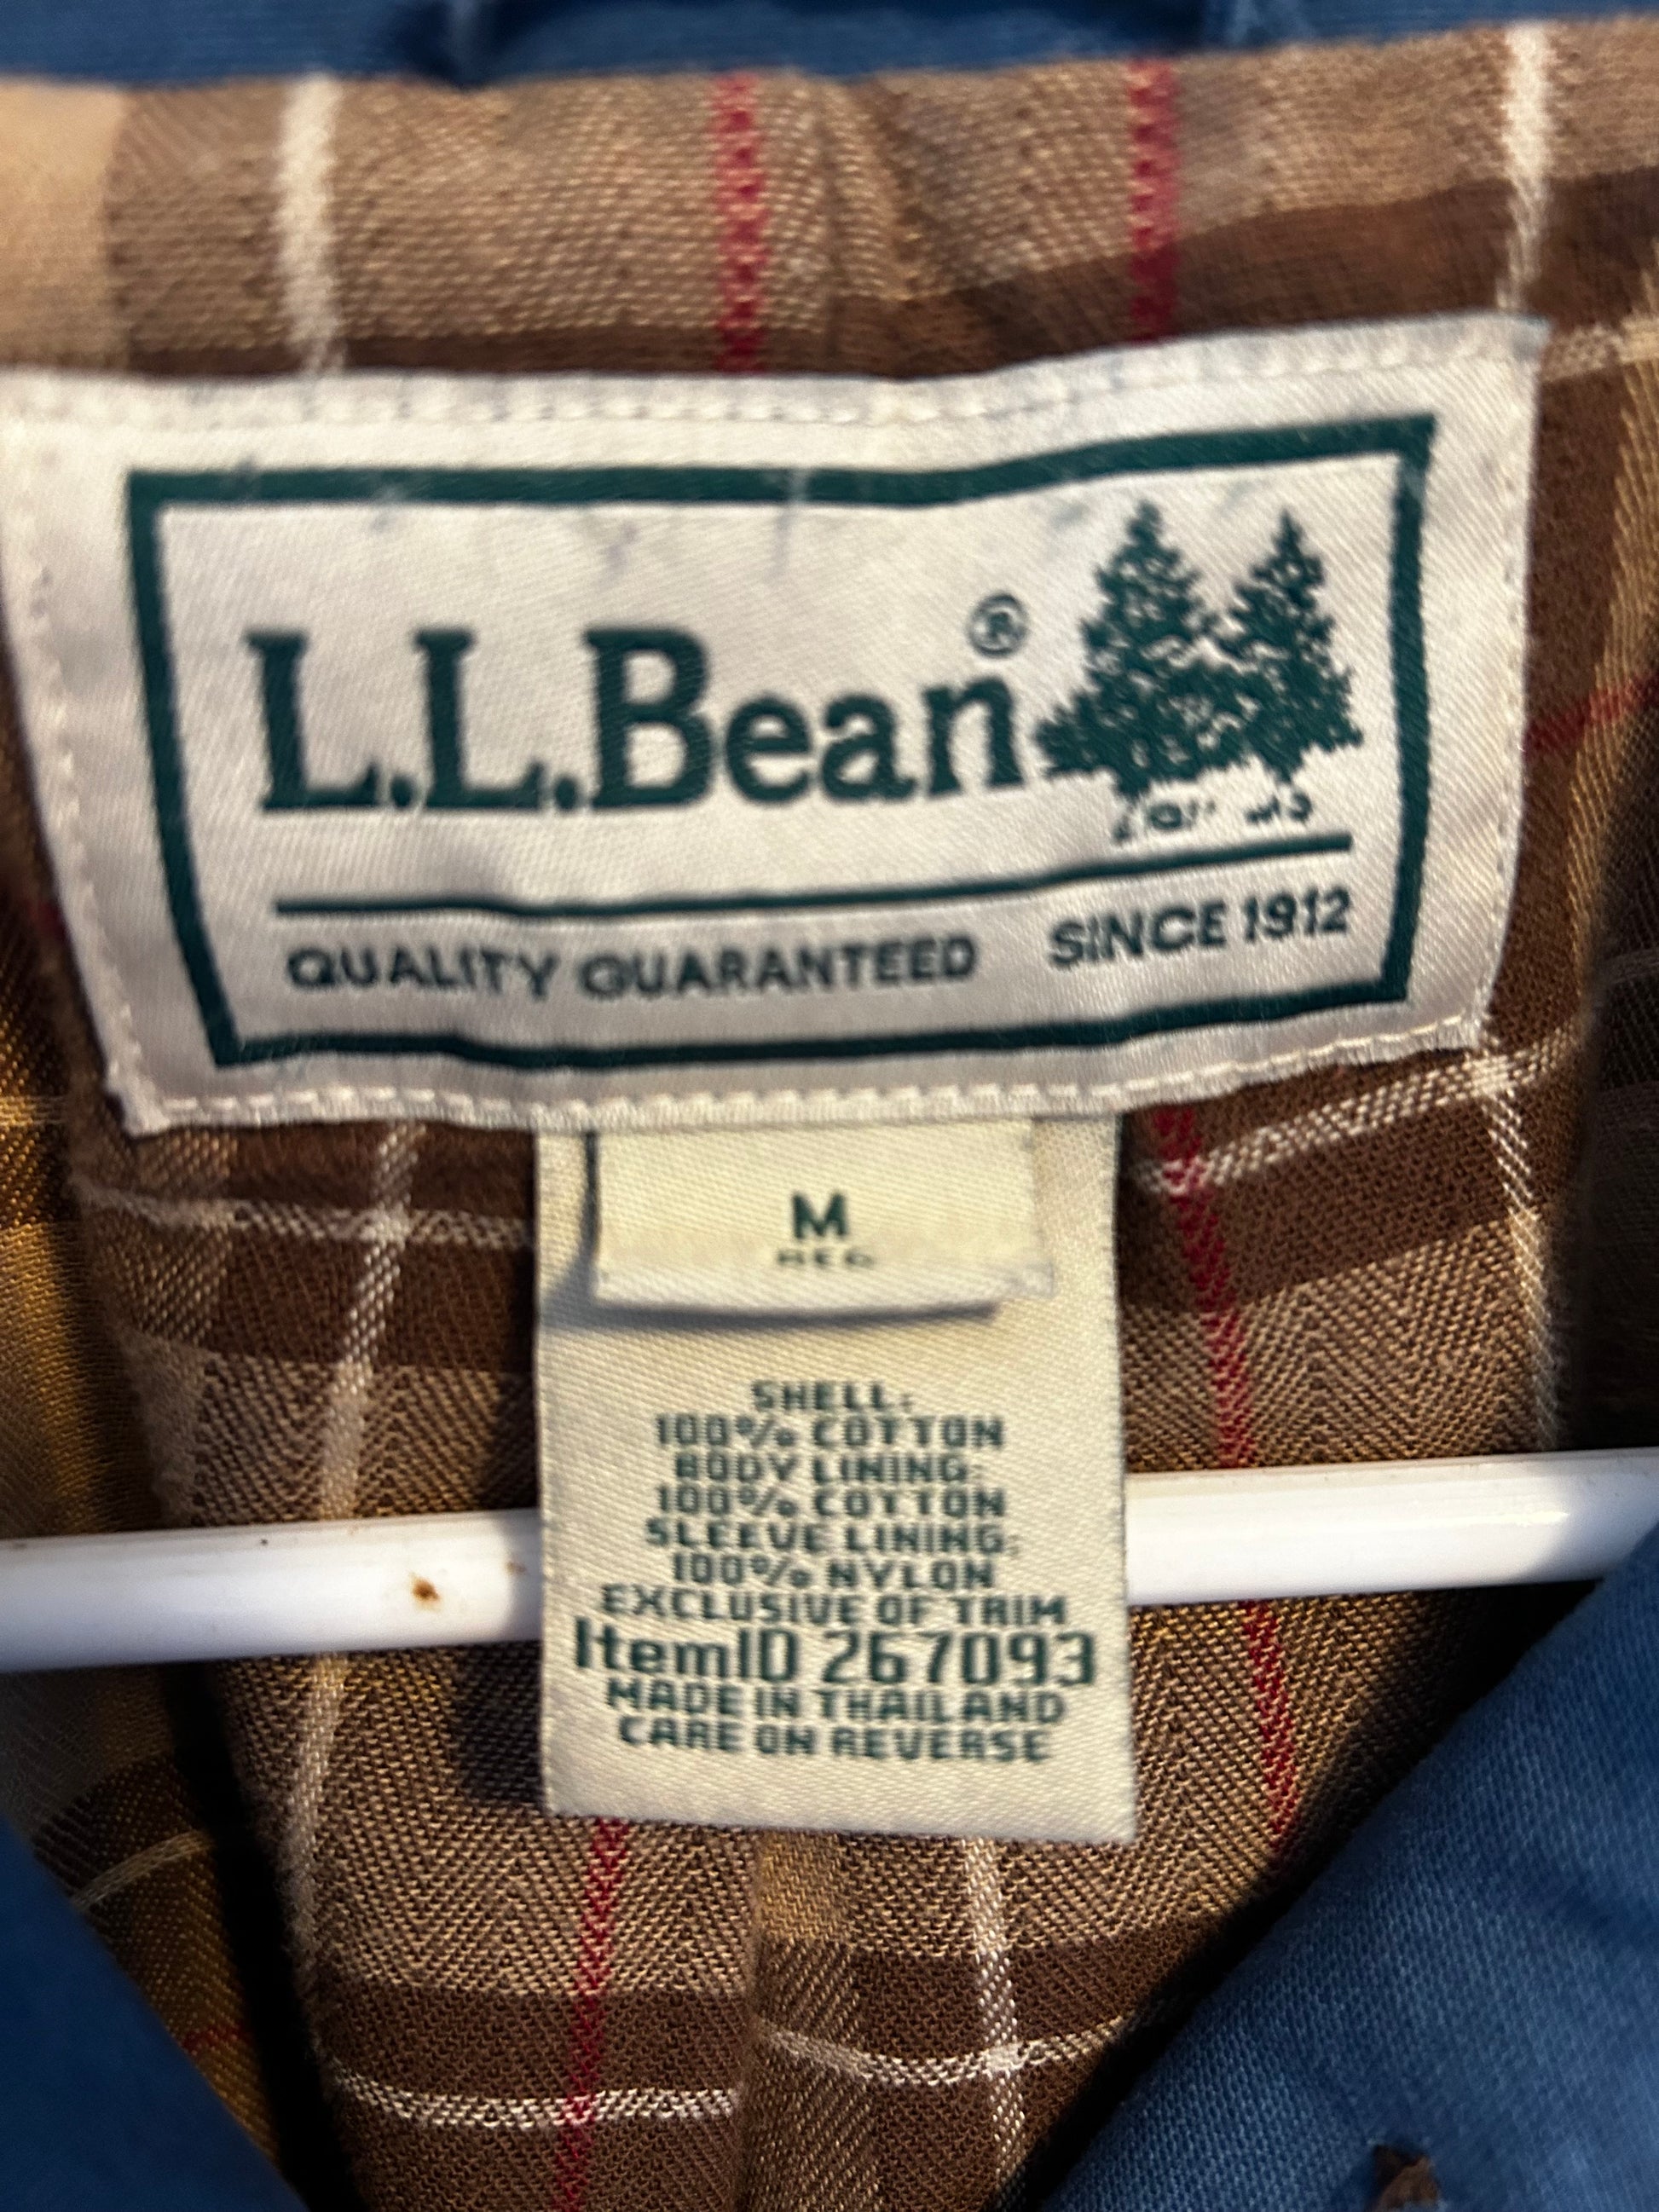 L.L.Bean®
QUALITY GUARANTEED SINCE 1912
M
REG
SHELL:
100% COTTON
BODY LINING:
100% COTTON
SLEEVE LINING:
100% NYLON
EXCLUSIVE OF TRIM
ItemID 267093
MADE IN THAILAND
CARE ON REVERSE